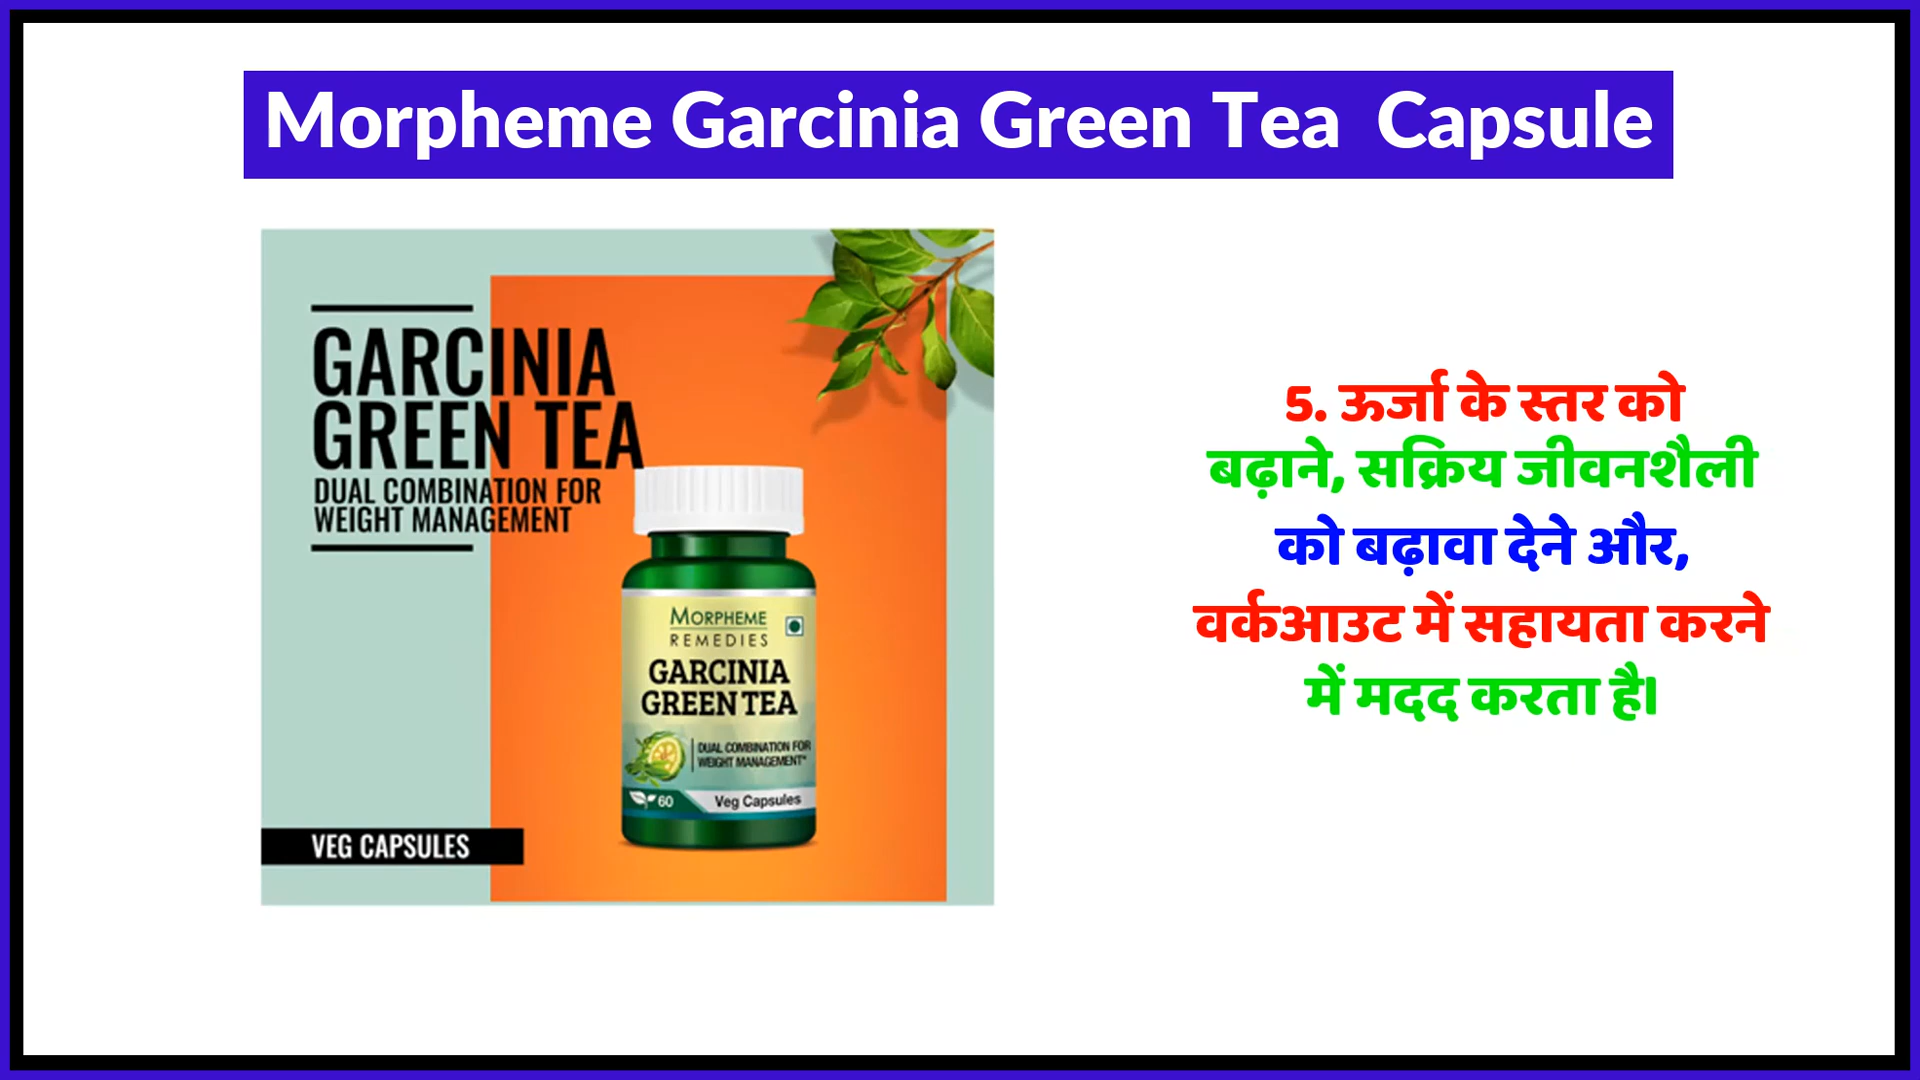 Morpheme Garcinia Green Tea Capsule
GARCINIA
GREEN TEA
DUAL COMBINATION FOR
WEIGHT MANAGEMENT
MORPHEME
REMEDIES
GARCINIA
GREEN TEA
DUAL COMBINATION FOR
WEIGHT MANAGEMENT*
60 Veg Capsules
VEG CAPSULES
5. ऊर्जा के स्तर को
बढ़ाने, सक्रिय जीवनशैली
को बढ़ावा देने और,
वर्कआउट में सहायता करने
में मदद करता है।